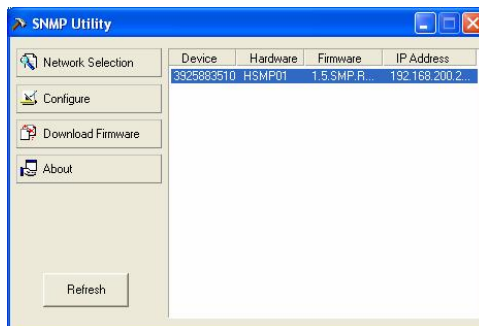 SNMP Utility
Network Selection
Configure
Download Firmware
About
Refresh
Device Hardware Firmware IP Address
3925883510 HSMP01 1.5.SMP.R... 192.168.200.2...